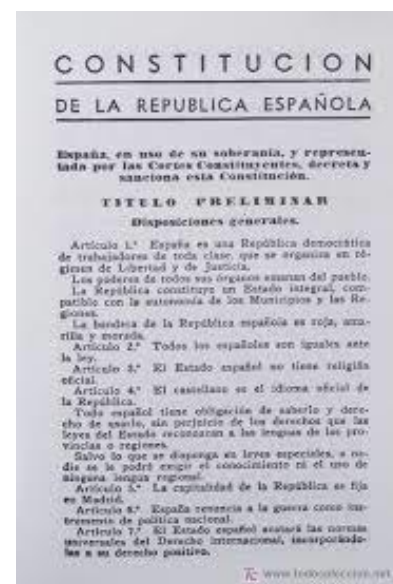 CONSTITUCION
DE LA REPUBLICA ESPAÑOLA
España, en uso de su soberanía, y represen-
tada por las Cortes Constituyentes, decreta y
sanciona esta Constitución.
TITULO PRELIMINAR
Disposiciones generales.
Artículo 1.º España es una República democrática
de trabajadores de toda clase, que se organiza en ré-
gimen de Libertad y de Justicia.
Los poderes de todos sus órganos emanan del pueblo.
La República constituye un Estado integral, com-
patible con la autonomía de los Municipios y las Re-
giones.
La bandera de la República española es roja, ama-
rilla y morada.
Artículo 2.º Todos los españoles son iguales ante
la ley.
Artículo 3.º El Estado español no tiene religión
oficial.
Artículo 4.º El castellano es el idioma oficial de
la República.
Todo español tiene obligación de saberlo y dere-
cho de usarlo, sin perjuicio de los derechos que las
leyes del Estado reconozcan a las lenguas de las pro-
vincias o regiones.
Salvo lo que se disponga en leyes especiales, a na-
die se le podrá exigir el conocimiento ni el uso de
ninguna lengua regional.
Artículo 5.º La capitalidad de la República se fija
en Madrid.
Artículo 6.º España renuncia a la guerra como ins-
trumento de política nacional.
Artículo 7.º El Estado español acatará las normas
universales del Derecho internacional, incorporándo-
las a su derecho positivo.
www.todocoleccion.net